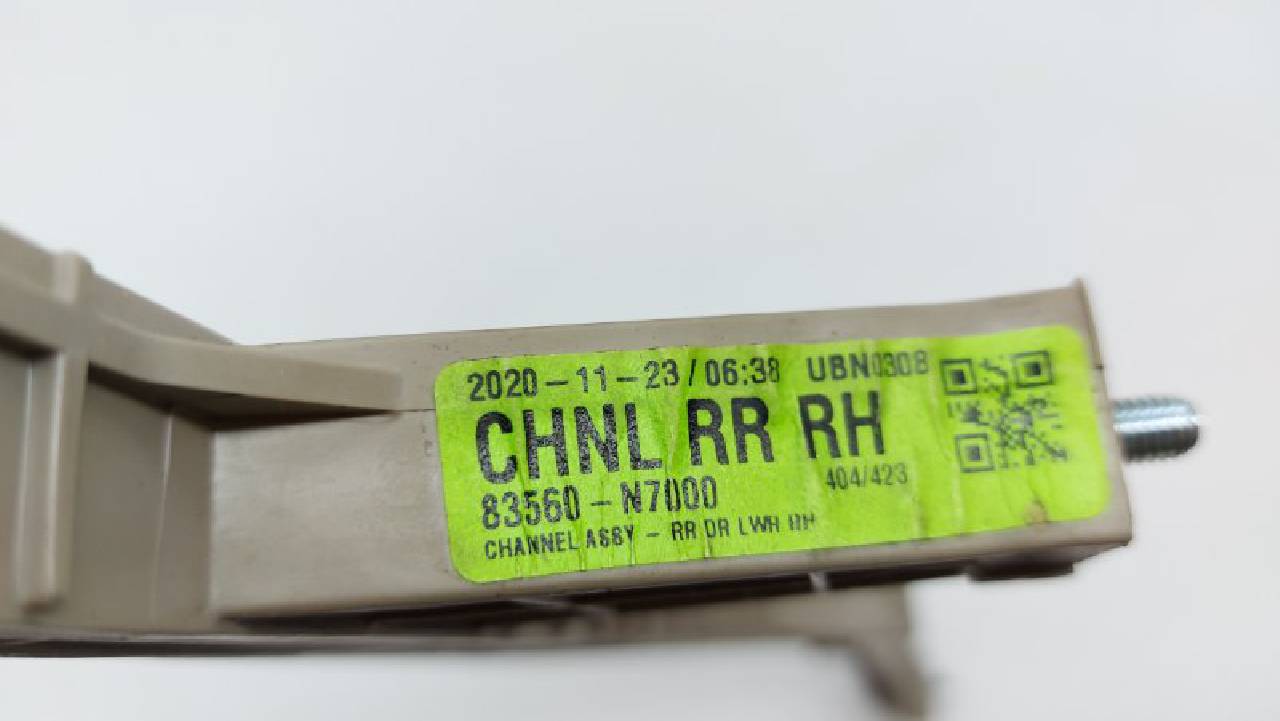 2020-11-23 / 06:38 UBN0308
CHNL RR RH
404/423
83560-N7000
CHANNEL ASSY - RR DR LWR RH